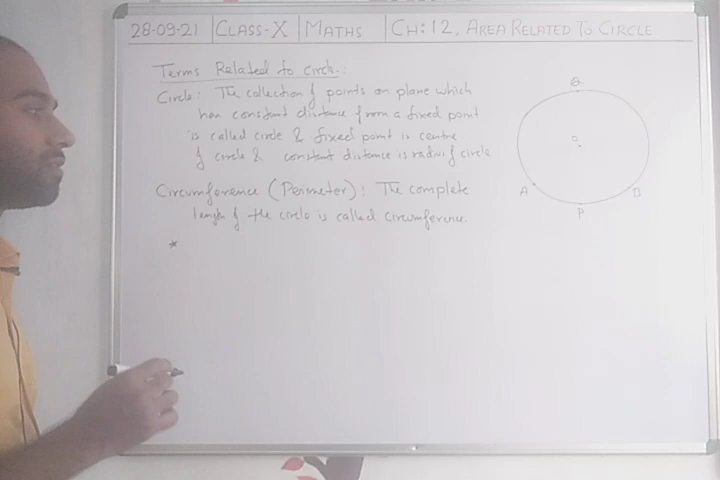 28-09-21 | CLASS-X | MATHS | CH:12, AREA RELATED TO CIRCLE
Terms Related to circle:
Circle: The collection of points on plane which
has constant distance from a fixed point
is called circle & fixed point is centre
of circle & constant distance is radius of circle
Circumference (Perimeter): The complete
length of the circle is called circumference.
*
Q
O
A
B
P